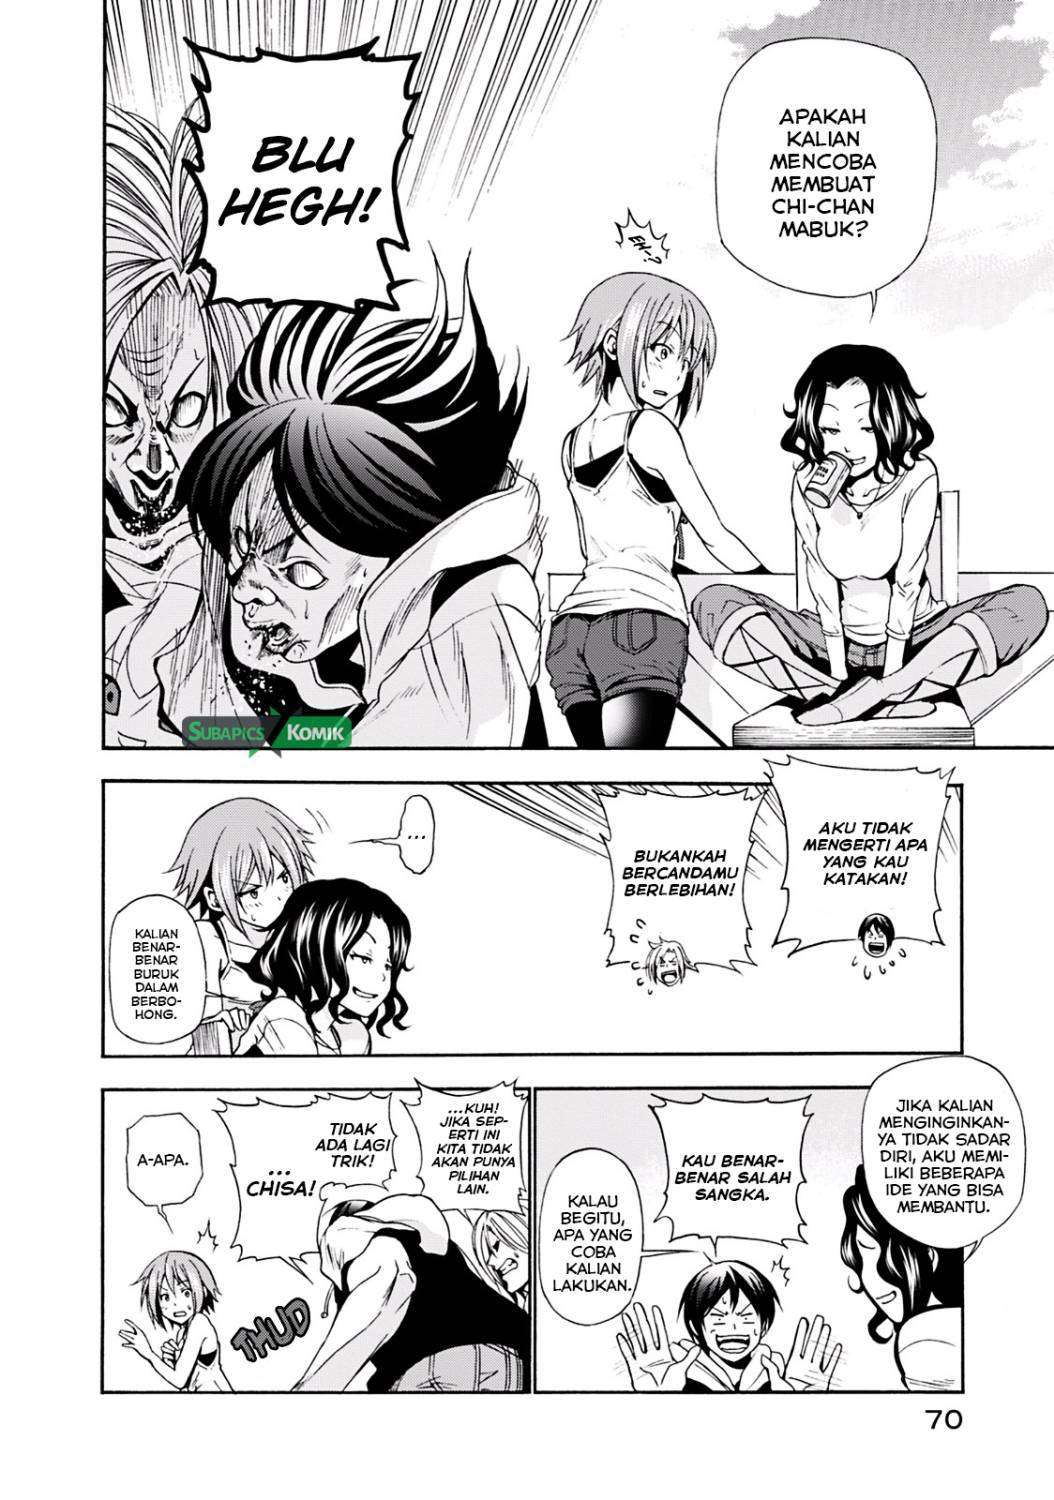 APAKAH
KALIAN
MENCOBA
MEMBUAT
CHI-CHAN
MABUK?
EH-!?
BLU
HEGH!
SUBAPICS KOMIK
AKU TIDAK
MENGERTI APA
YANG KAU
KATAKAN!
BUKANKAH
BERCANDAMU
BERLEBIHAN!
...
KALIAN
BENAR-
BENAR
BURUK
DALAM
BERBO-
HONG.
JIKA KALIAN
MENGINGINKAN-
YA TIDAK SADAR
DIRI, AKU MEMI-
LIKI BEBERAPA
IDE YANG BISA
MEMBANTU.
KAU BENAR-
BENAR SALAH
SANGKA.
KALAU
BEGITU,
APA YANG
COBA
KALIAN
LAKUKAN.
...KUH!
JIKA SEP-
ERTI INI
KITA TIDAK
AKAN PUNYA
PILIHAN
LAIN.
TIDAK
ADA LAGI
TRIK!
...
CHISA!
THUD
A-APA.
70